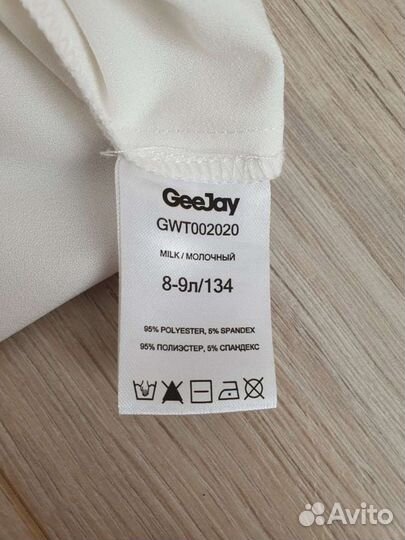 GeeJay
GWT002020
MILK / МОЛОЧНЫЙ
8-9л/134
95% POLYESTER, 5% SPANDEX
95% ПОЛИЭСТЕР, 5% СПАНДЕКС
Avito